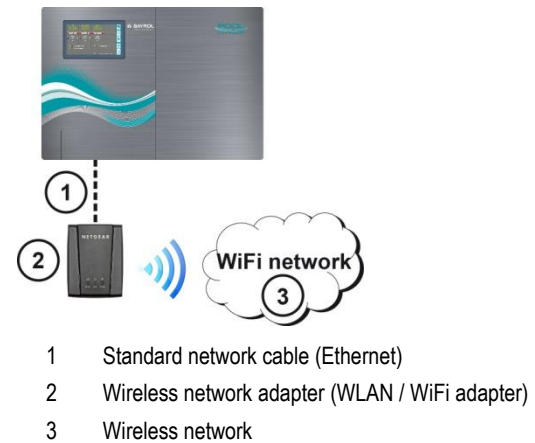 BAYROL
1
NETGEAR
2
WiFi network
3
1 Standard network cable (Ethernet)
2 Wireless network adapter (WLAN / WiFi adapter)
3 Wireless network